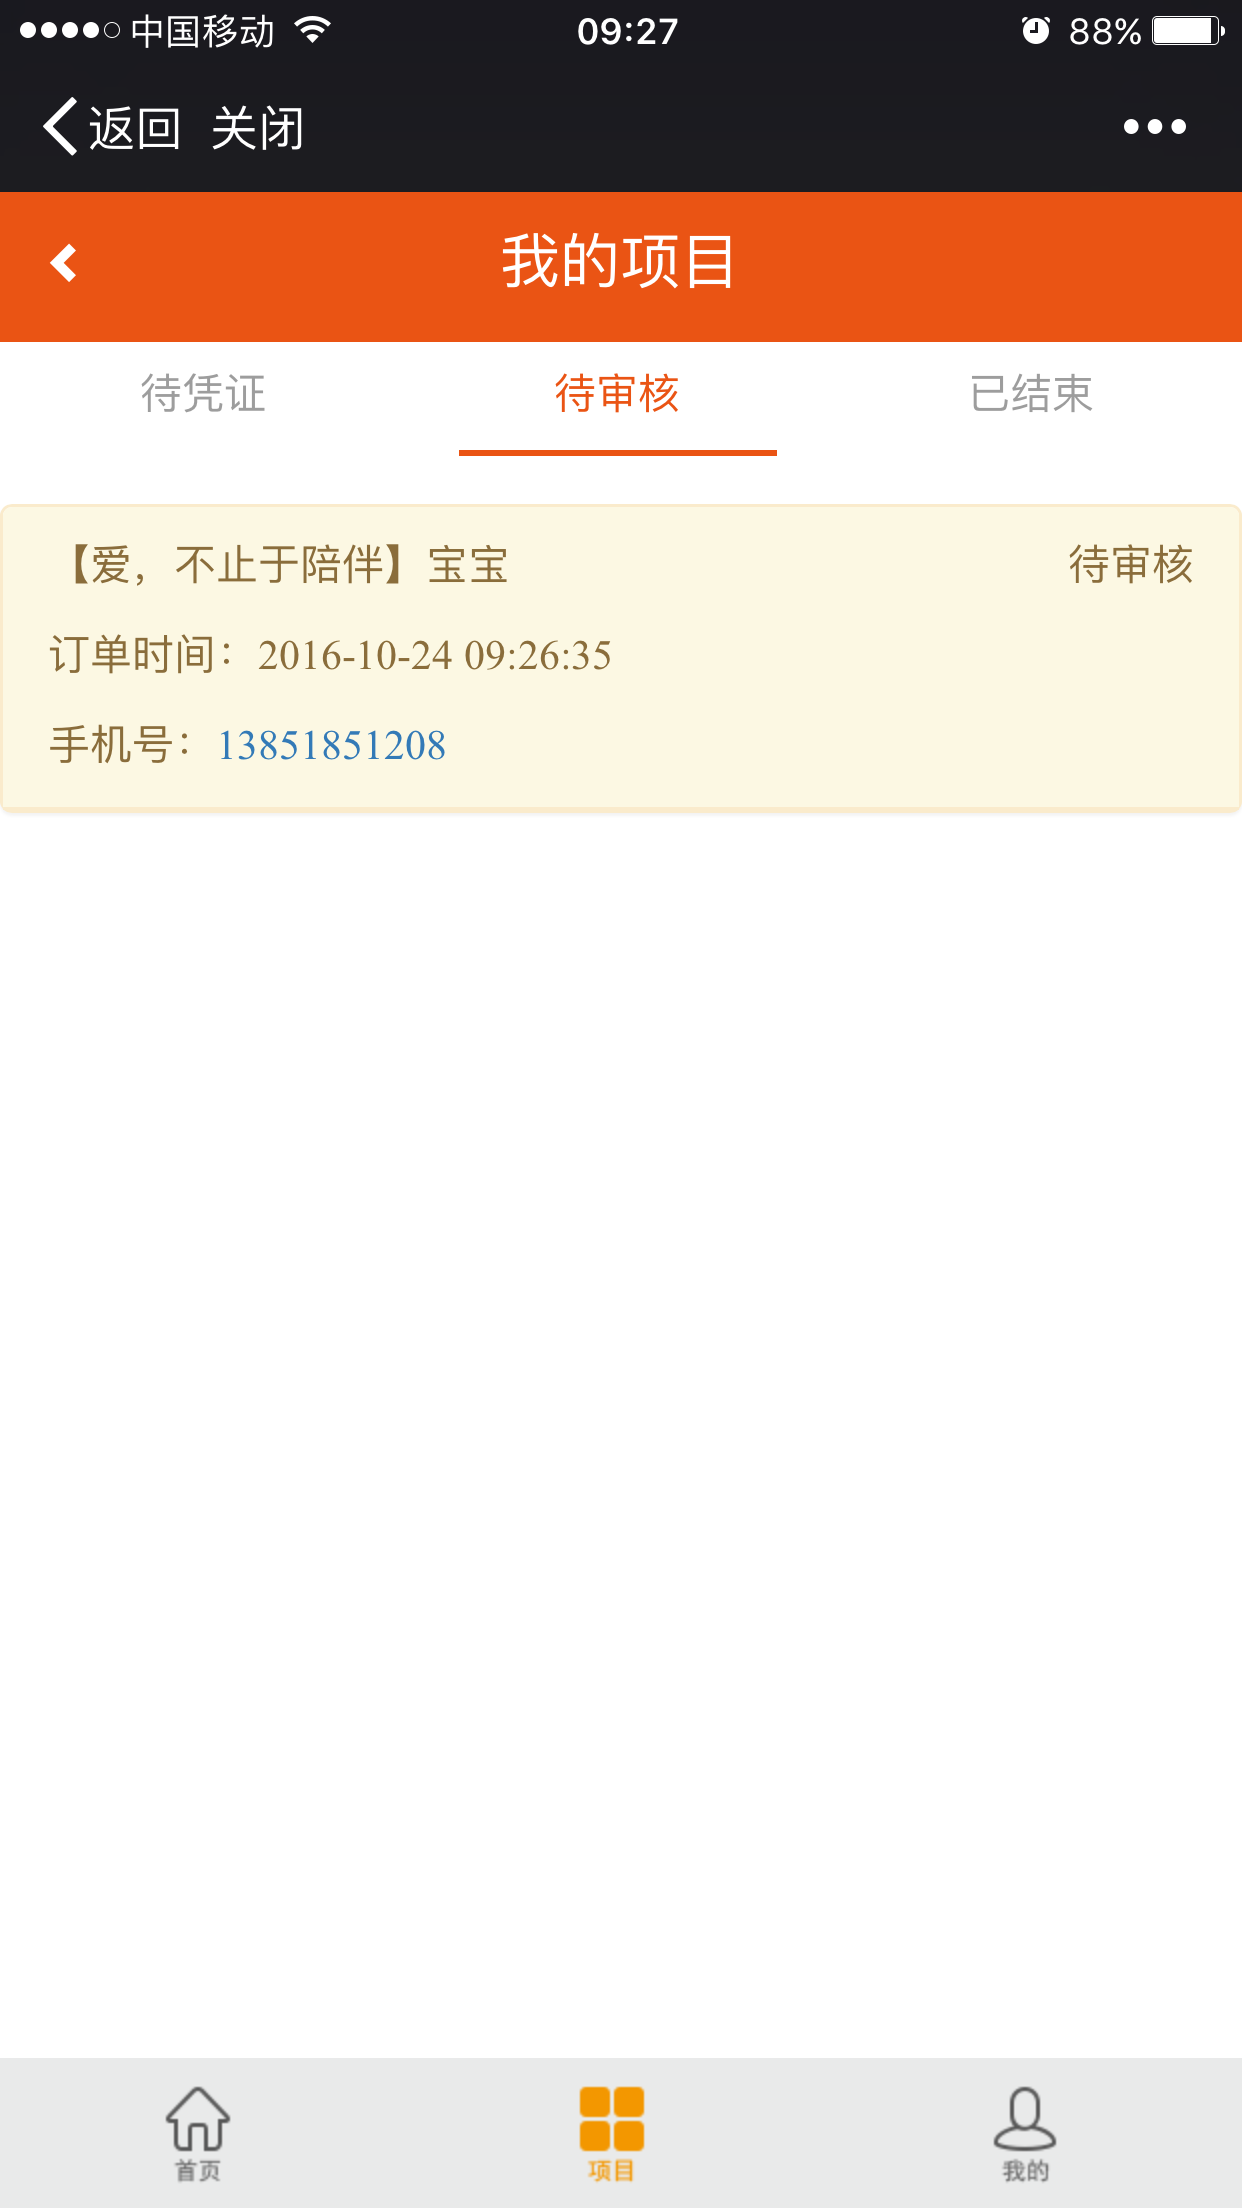 中国移动 09:27 88%
返回 关闭
我的项目
待凭证 待审核 已结束
【爱，不止于陪伴】宝宝 待审核
订单时间：2016-10-24 09:26:35
手机号：13851851208
首页 项目 我的